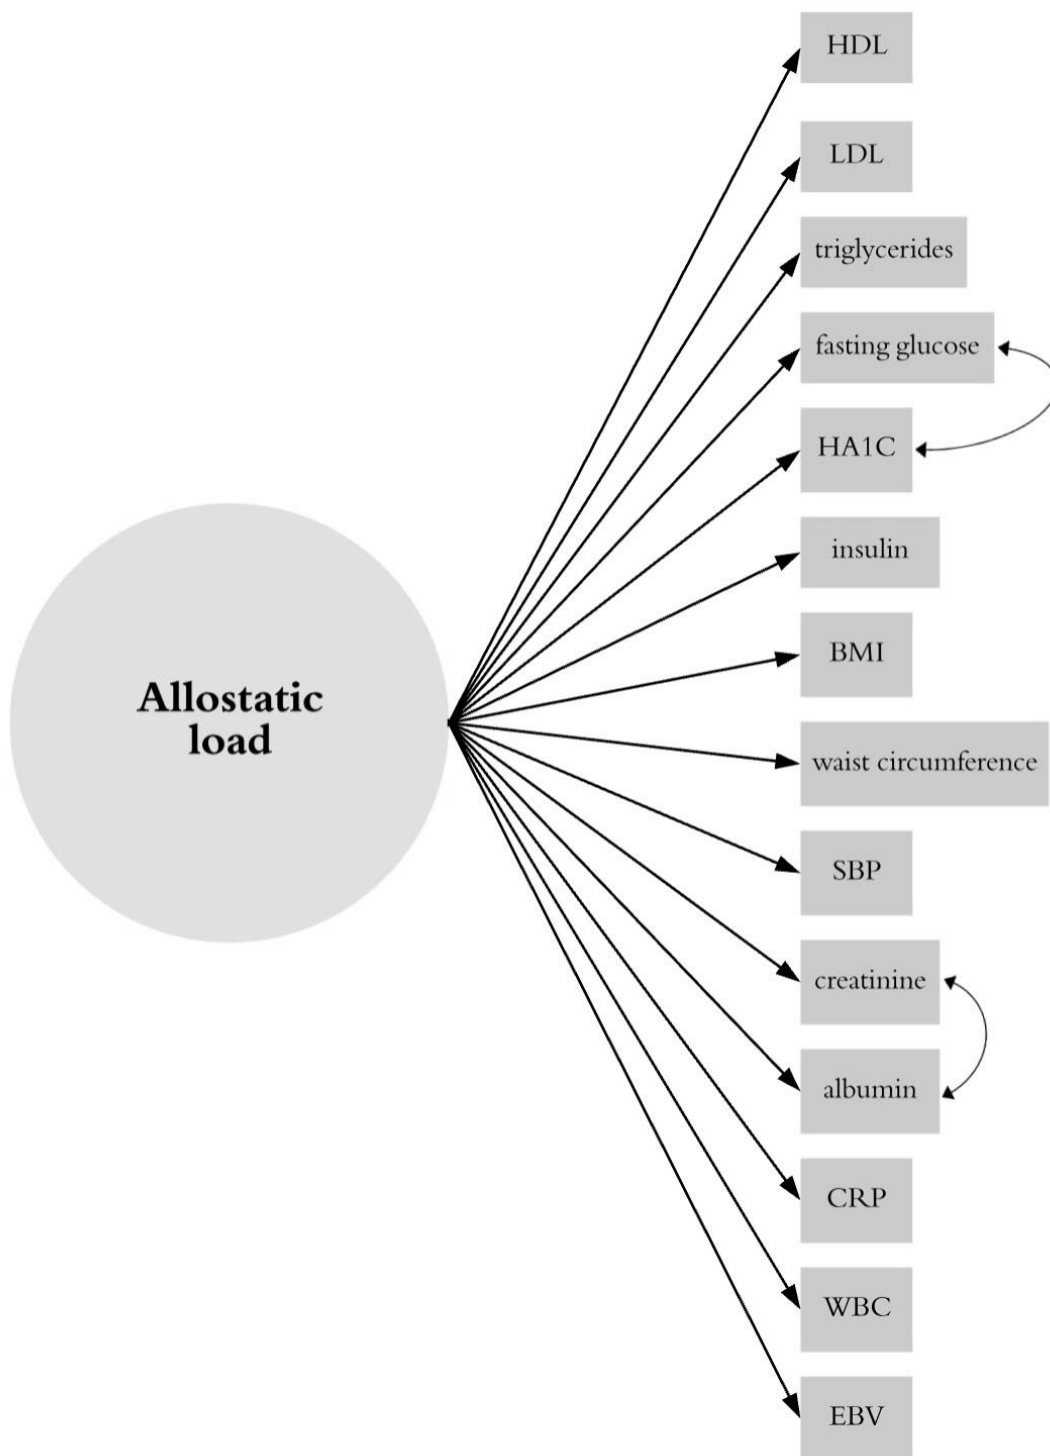 HDL
LDL
triglycerides
fasting glucose
HA1C
insulin
BMI
Allostatic
load
waist circumference
SBP
creatinine
albumin
CRP
WBC
EBV